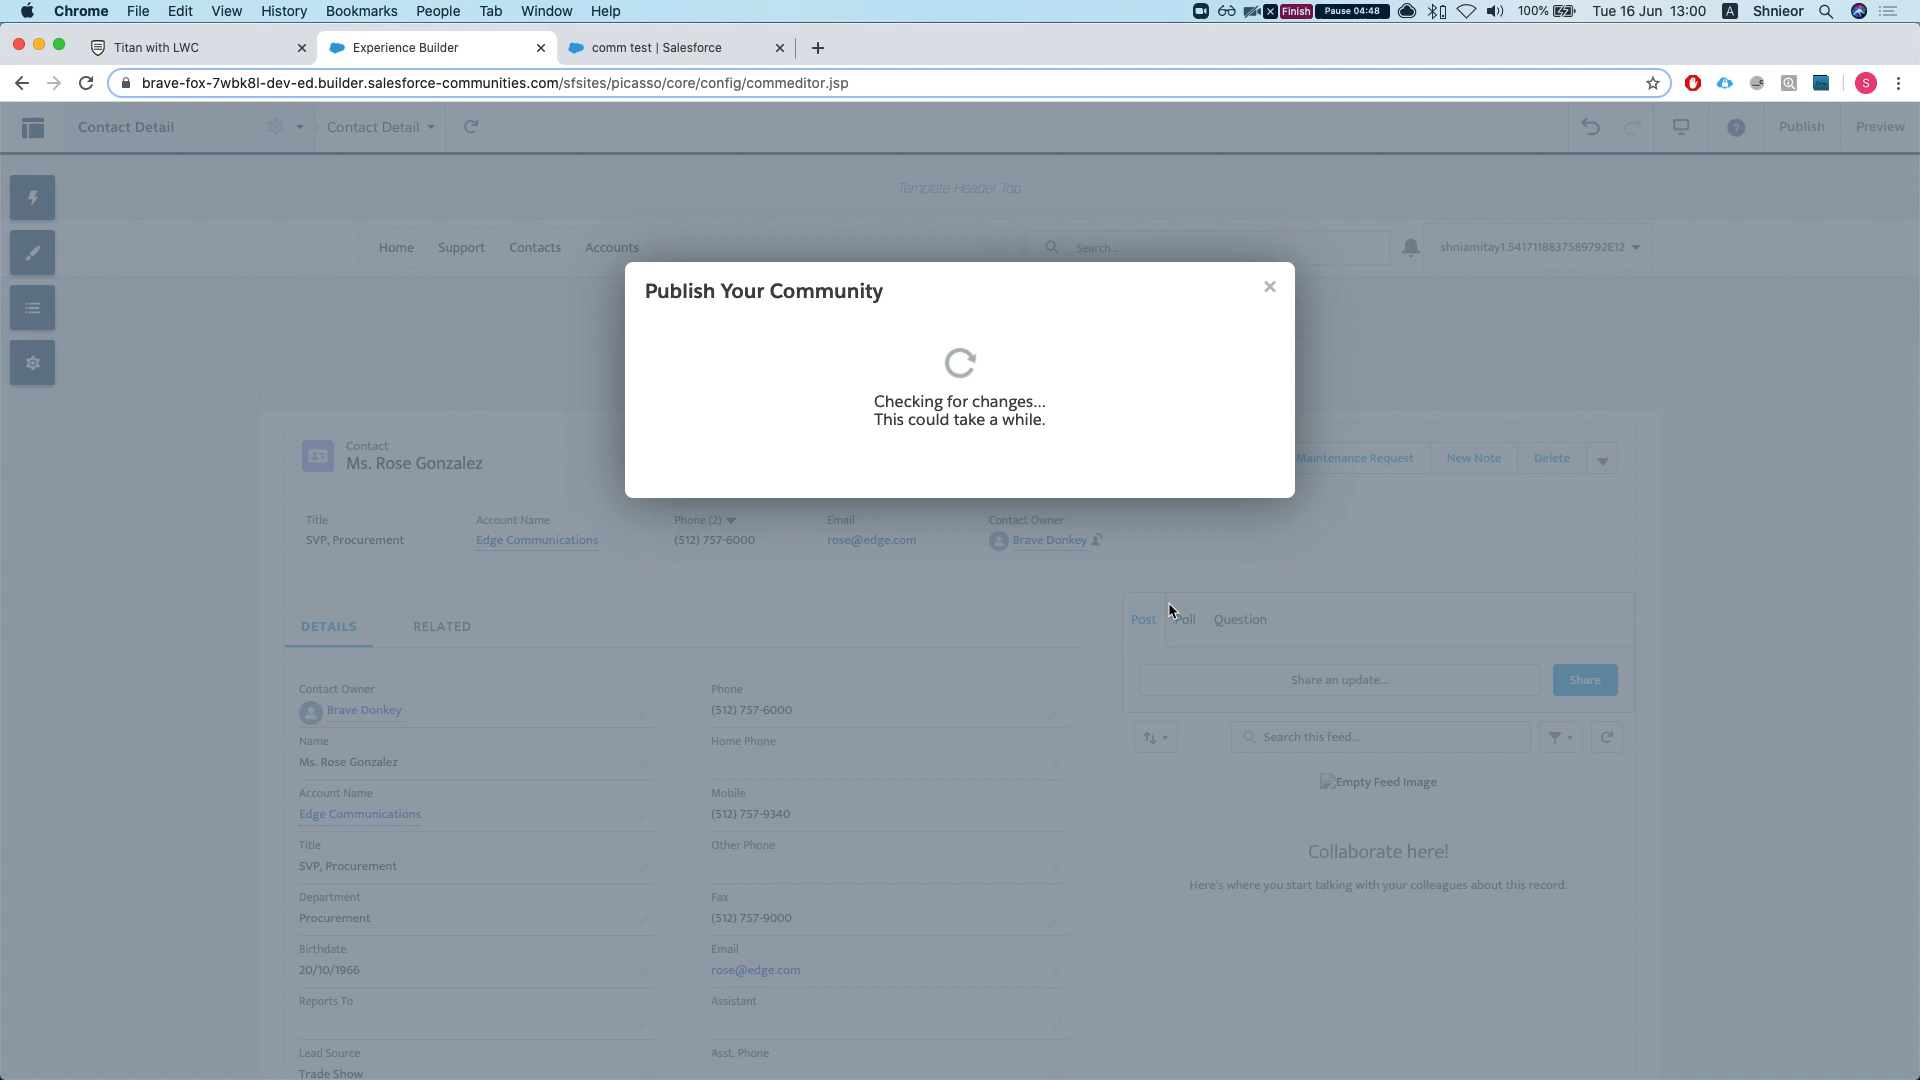 Chrome File Edit View History Bookmarks People Tab Window Help Finish Pause 04:48 100% Tue 16 Jun 13:00 A Shnieor
Titan with LWC
Experience Builder
comm test | Salesforce
brave-fox-7wbk8l-dev-ed.builder.salesforce-communities.com/sfsites/picasso/core/config/commeditor.jsp
S
Contact Detail
Contact Detail
Publish
Preview
Template Header Top
Home Support Contacts Accounts
Search...
shniamitay1.5417118837589792E12
Publish Your Community
Checking for changes...
This could take a while.
Contact
Ms. Rose Gonzalez
Maintenance Request
New Note
Delete
Title
SVP, Procurement
Account Name
Edge Communications
Phone (2)
(512) 757-6000
Email
rose@edge.com
Contact Owner
Brave Donkey
DETAILS
RELATED
Contact Owner
Brave Donkey
Name
Ms. Rose Gonzalez
Account Name
Edge Communications
Title
SVP, Procurement
Department
Procurement
Birthdate
20/10/1966
Reports To
Lead Source
Trade Show
Phone
(512) 757-6000
Home Phone
Mobile
(512) 757-9340
Other Phone
Fax
(512) 757-9000
Email
rose@edge.com
Assistant
Asst. Phone
Post Poll Question
Share an update...
Share
Search this feed...
Empty Feed Image
Collaborate here!
Here's where you start talking with your colleagues about this record.